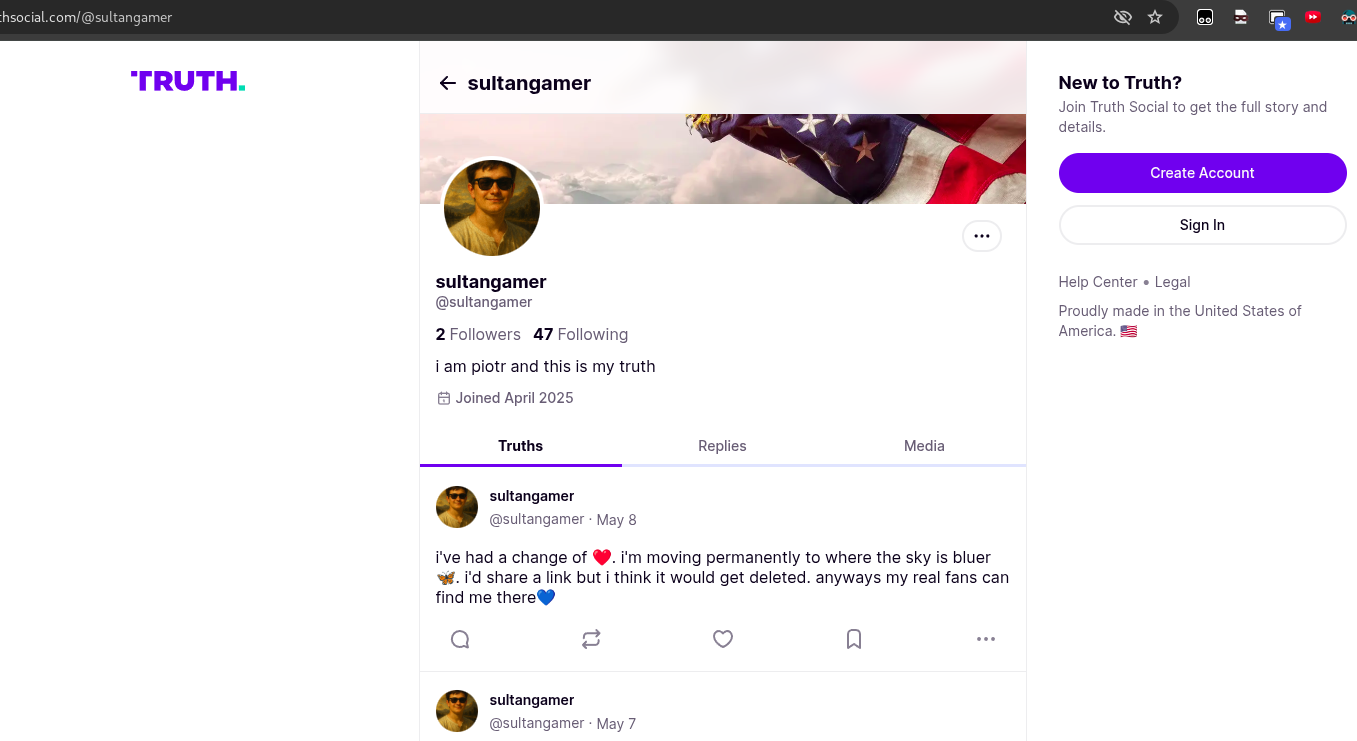 thsocial.com/@sultangamer
TRUTH.
sultangamer
sultangamer
@sultangamer
2 Followers 47 Following
i am piotr and this is my truth
Joined April 2025
Truths Replies Media
sultangamer
@sultangamer · May 8
i've had a change of ❤️. i'm moving permanently to where the sky is bluer
🦋. i'd share a link but i think it would get deleted. anyways my real fans can
find me there💙
sultangamer
@sultangamer · May 7
New to Truth?
Join Truth Social to get the full story and
details.
Create Account
Sign In
Help Center • Legal
Proudly made in the United States of
America. 🇺🇸